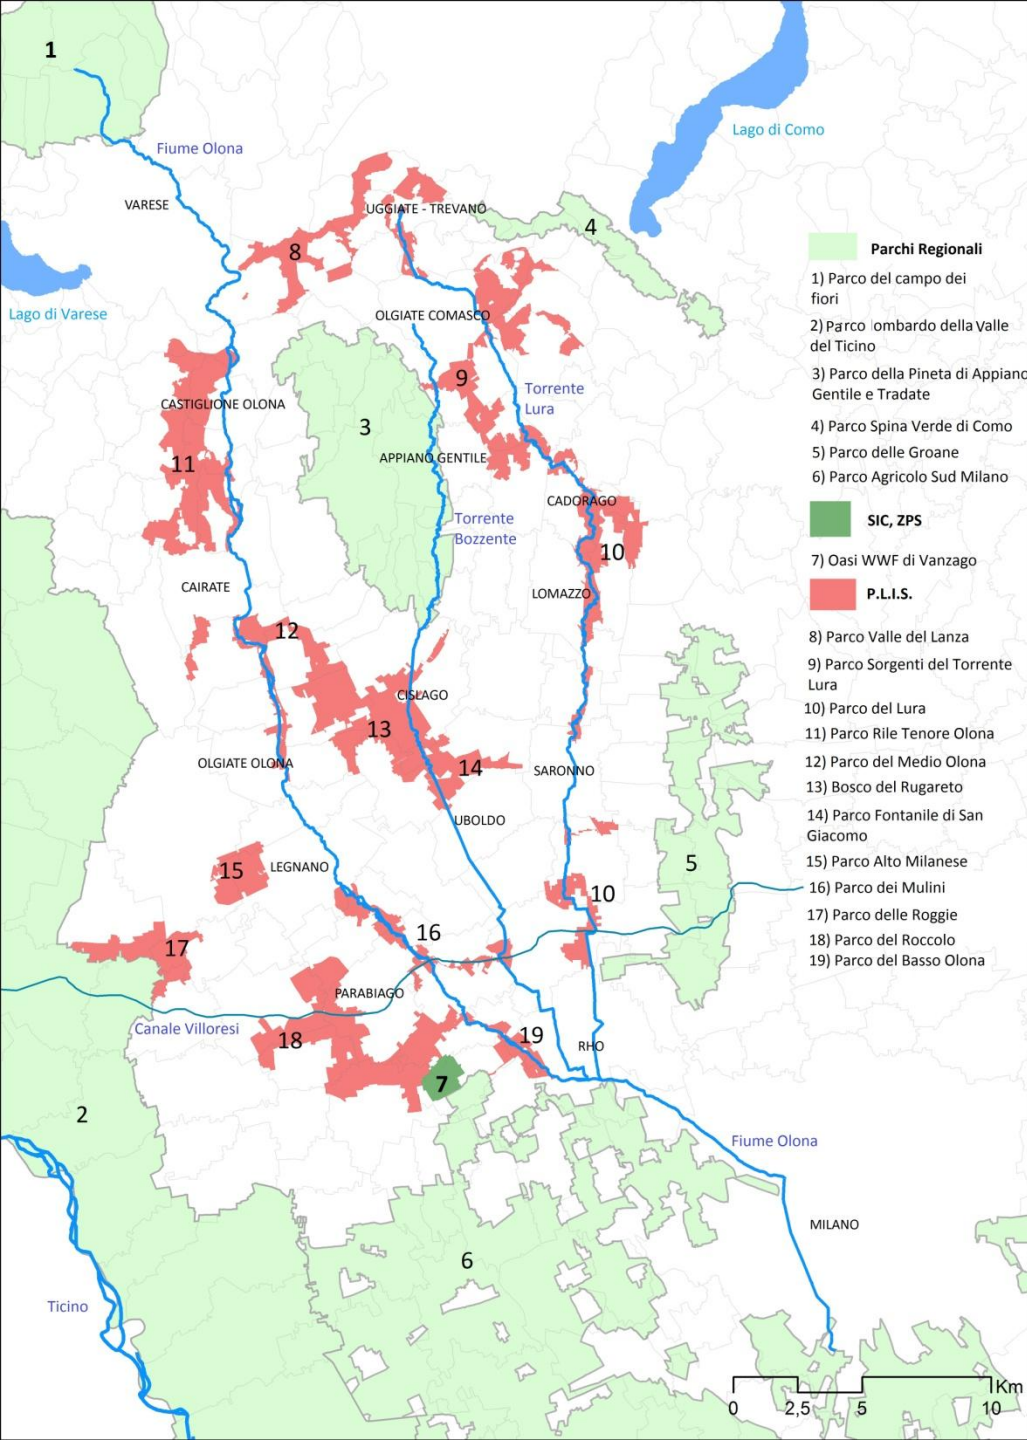 1
Fiume Olona
Lago di Como
VARESE
UGGIATE - TREVANO
4
8
Lago di Varese
OLGIATE COMASCO
9
Torrente
Lura
CASTIGLIONE OLONA
3
11
APPIANO GENTILE
CADORAGO
Torrente
Bozzente
10
CAIRATE
LOMAZZO
12
CISLAGO
13
OLGIATE OLONA
14
SARONNO
UBOLDO
15
LEGNANO
5
10
16
17
PARABIAGO
Canale Villoresi
18
19
RHO
7
2
Fiume Olona
MILANO
6
Ticino
Parchi Regionali
1) Parco del campo dei
fiori
2) Parco lombardo della Valle
del Ticino
3) Parco della Pineta di Appiano
Gentile e Tradate
4) Parco Spina Verde di Como
5) Parco delle Groane
6) Parco Agricolo Sud Milano
SIC, ZPS
7) Oasi WWF di Vanzago
P.L.I.S.
8) Parco Valle del Lanza
9) Parco Sorgenti del Torrente
Lura
10) Parco del Lura
11) Parco Rile Tenore Olona
12) Parco del Medio Olona
13) Bosco del Rugareto
14) Parco Fontanile di San
Giacomo
15) Parco Alto Milanese
16) Parco dei Mulini
17) Parco delle Roggie
18) Parco del Roccolo
19) Parco del Basso Olona
Km
0 2,5 5 10